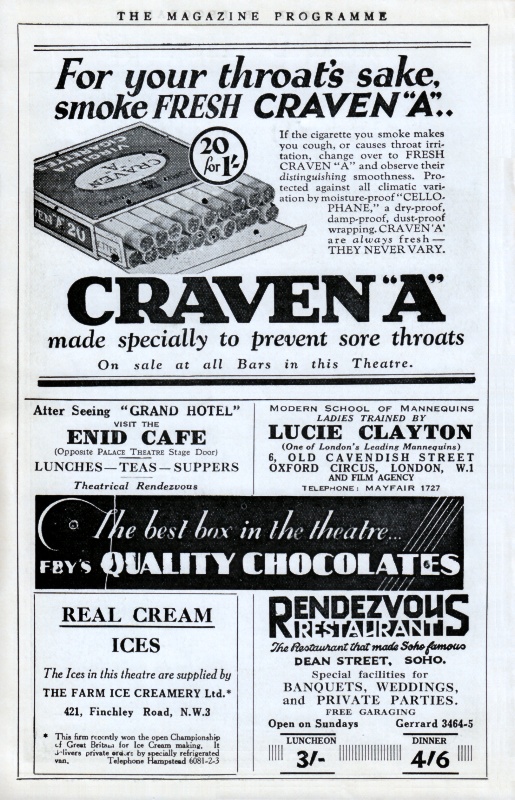 THE MAGAZINE PROGRAMME
For your throat's sake,
smoke FRESH CRAVEN "A"..
VIRGINIA
CIGARETTES
CRAVEN
"A"
20
for 1/-
If the cigarette you smoke makes
you cough, or causes throat irri-
tation, change over to FRESH
CRAVEN "A" and observe their
distinguishing smoothness. Pro-
tected against all climatic vari-
ation by moisture-proof "CELLO-
PHANE," a dry-proof,
damp-proof, dust-proof
wrapping. CRAVEN 'A'
are always fresh—
THEY NEVER VARY.
CRAVEN "A"
made specially to prevent sore throats
On sale at all Bars in this Theatre.
After Seeing "GRAND HOTEL"
VISIT THE
ENID CAFE
(Opposite PALACE THEATRE Stage Door)
LUNCHES—TEAS—SUPPERS
Theatrical Rendezvous
MODERN SCHOOL OF MANNEQUINS
LADIES TRAINED BY
LUCIE CLAYTON
(One of London's Leading Mannequins)
6, OLD CAVENDISH STREET
OXFORD CIRCUS, LONDON, W.1
AND FILM AGENCY
TELEPHONE: MAYFAIR 1727
The best box in the theatre...
FRY'S QUALITY CHOCOLATES
REAL CREAM
ICES
The Ices in this theatre are supplied by
THE FARM ICE CREAMERY Ltd.*
421, Finchley Road, N.W.3
* This firm recently won the open Championship
of Great Britain for Ice Cream making. It
delivers private orders by specially refrigerated
van. Telephone Hampstead 6081-2-3
RENDEZVOUS
RESTAURANT
The Restaurant that made Soho famous
DEAN STREET, SOHO.
Special facilities for
BANQUETS, WEDDINGS,
and PRIVATE PARTIES.
FREE GARAGING
Open on Sundays Gerrard 3464-5
LUNCHEON
3/-
DINNER
4/6